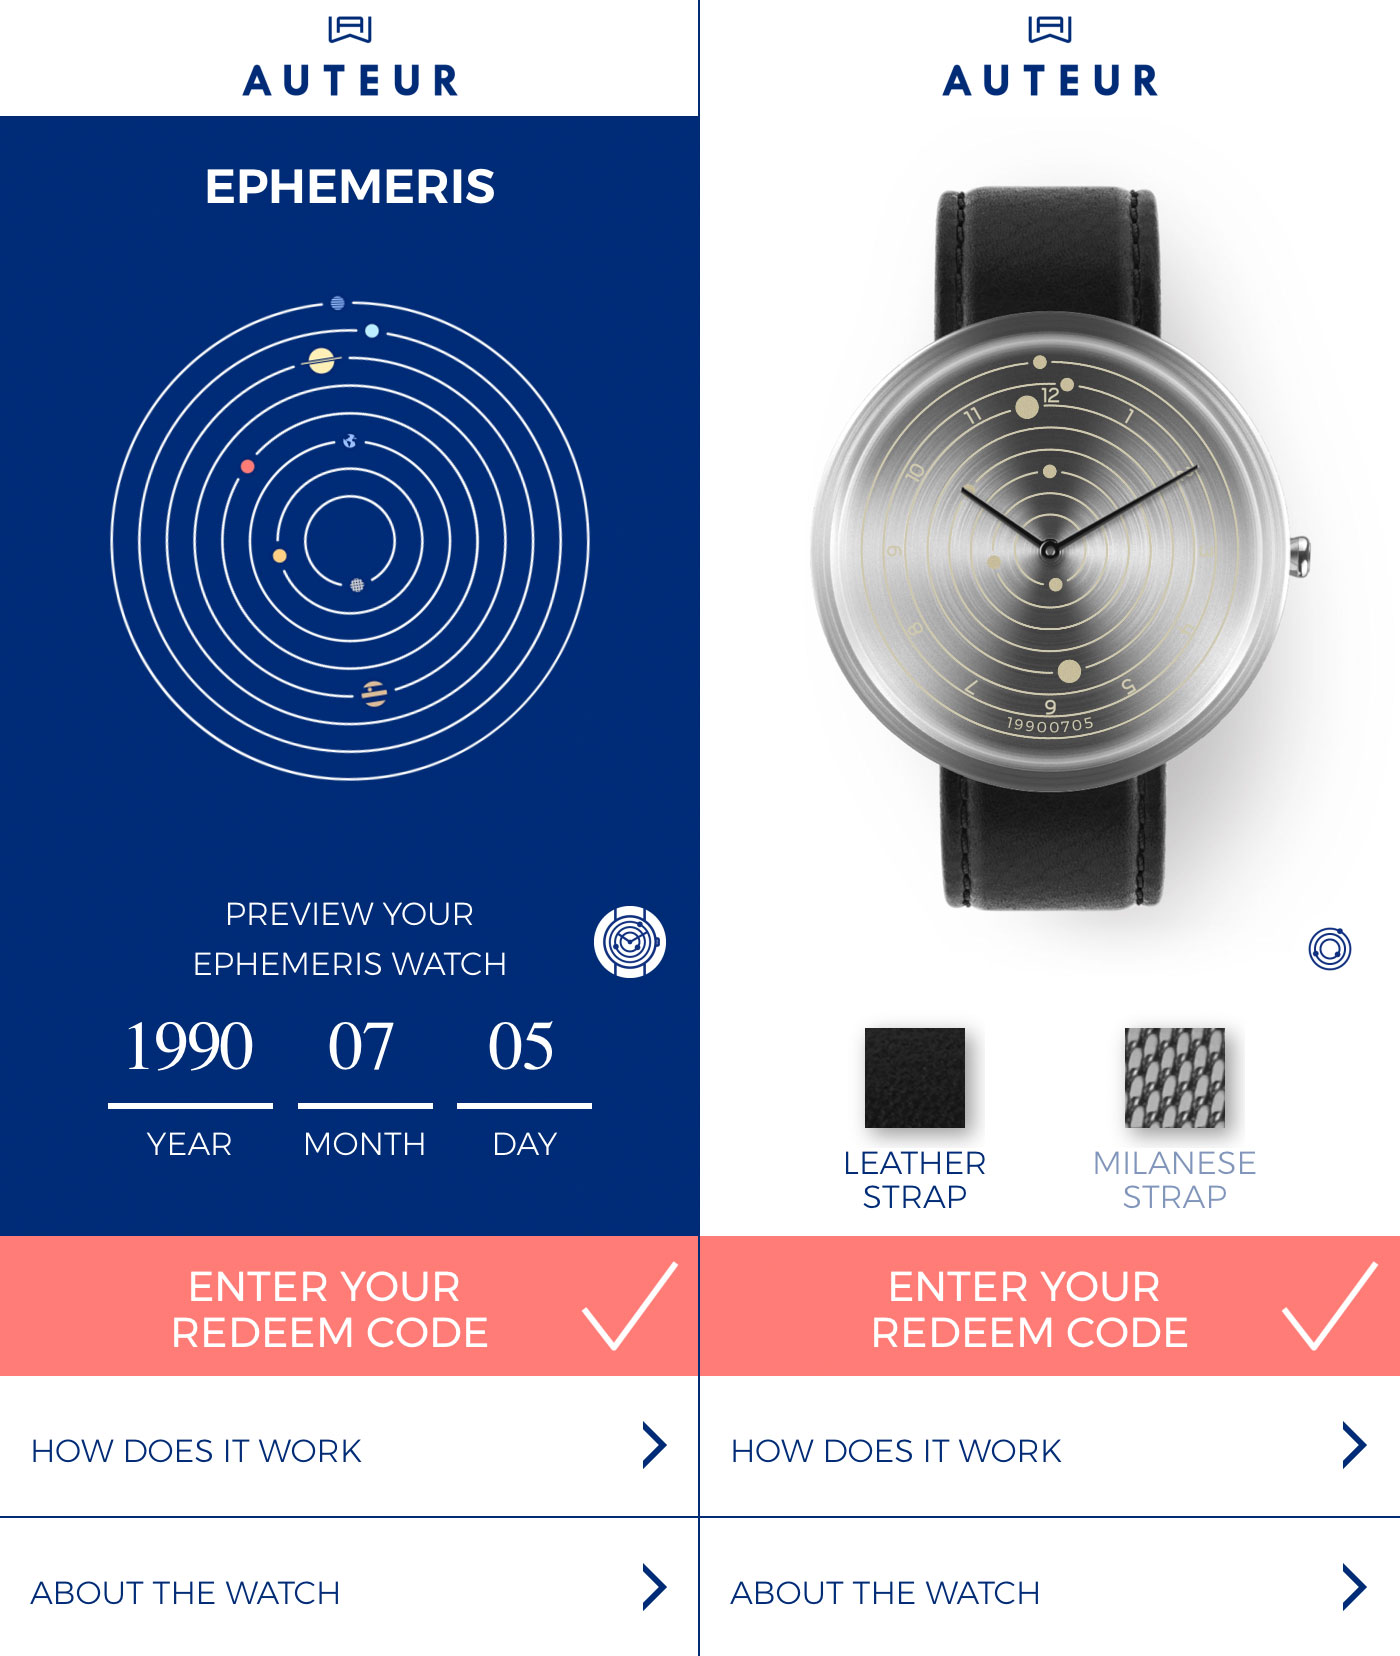 AUTEUR
EPHEMERIS
PREVIEW YOUR
EPHEMERIS WATCH
1990 07 05
YEAR MONTH DAY
ENTER YOUR
REDEEM CODE
HOW DOES IT WORK
ABOUT THE WATCH
AUTEUR
12
1
11
10
9
8
7
5
6
19900705
LEATHER
STRAP
MILANESE
STRAP
ENTER YOUR
REDEEM CODE
HOW DOES IT WORK
ABOUT THE WATCH